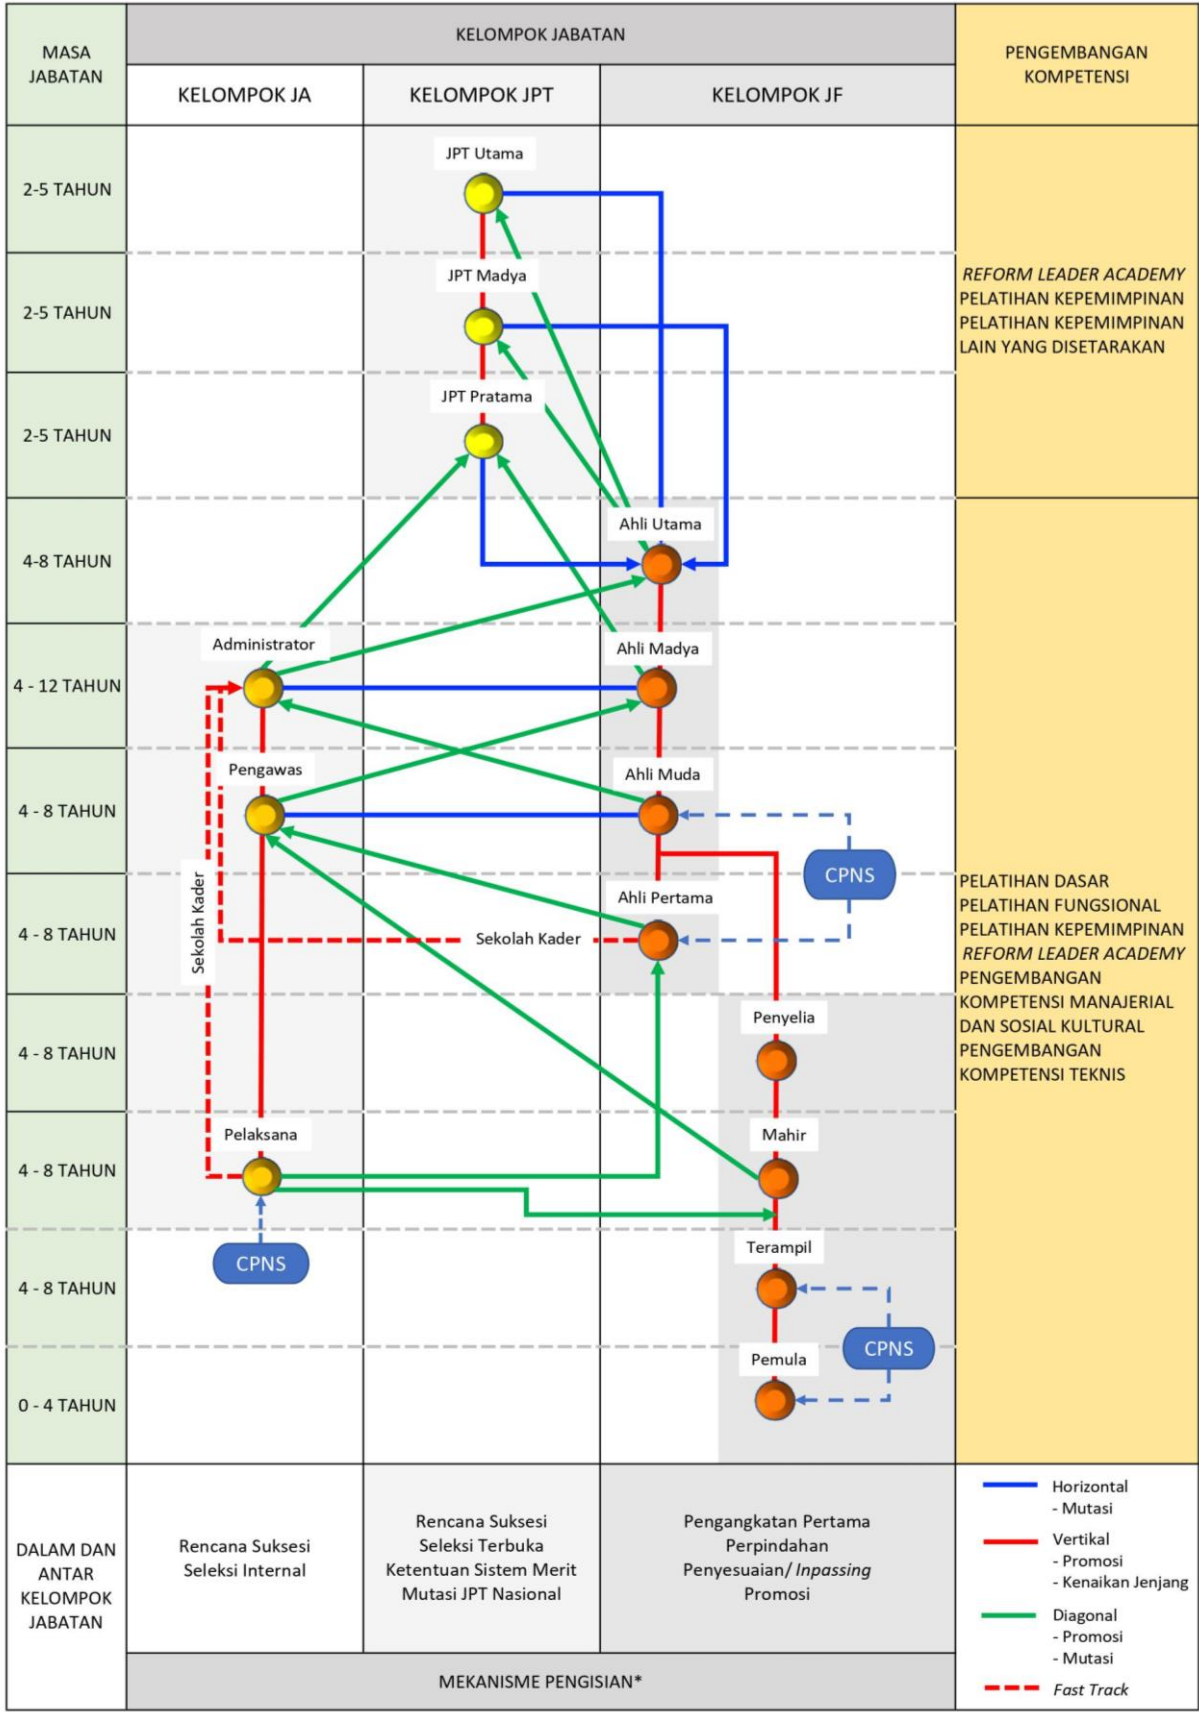 MASA
JABATAN
KELOMPOK JABATAN
PENGEMBANGAN
KOMPETENSI
KELOMPOK JA
KELOMPOK JPT
KELOMPOK JF
2-5 TAHUN
JPT Utama
2-5 TAHUN
JPT Madya
2-5 TAHUN
JPT Pratama
REFORM LEADER ACADEMY
PELATIHAN KEPEMIMPINAN
PELATIHAN KEPEMIMPINAN
LAIN YANG DISETARAKAN
4-8 TAHUN
Ahli Utama
4 - 12 TAHUN
Administrator
Ahli Madya
4 - 8 TAHUN
Pengawas
Ahli Muda
CPNS
4 - 8 TAHUN
Sekolah Kader
Ahli Pertama
Sekolah Kader
4 - 8 TAHUN
Penyelia
4 - 8 TAHUN
Pelaksana
Mahir
CPNS
4 - 8 TAHUN
Terampil
CPNS
0 - 4 TAHUN
Pemula
PELATIHAN DASAR
PELATIHAN FUNGSIONAL
PELATIHAN KEPEMIMPINAN
REFORM LEADER ACADEMY
PENGEMBANGAN
KOMPETENSI MANAJERIAL
DAN SOSIAL KULTURAL
PENGEMBANGAN
KOMPETENSI TEKNIS
DALAM DAN
ANTAR
KELOMPOK
JABATAN
Rencana Suksesi
Seleksi Internal
Rencana Suksesi
Seleksi Terbuka
Ketentuan Sistem Merit
Mutasi JPT Nasional
Pengangkatan Pertama
Perpindahan
Penyesuaian/ Inpassing
Promosi
MEKANISME PENGISIAN*
Horizontal
- Mutasi
Vertikal
- Promosi
- Kenaikan Jenjang
Diagonal
- Promosi
- Mutasi
Fast Track